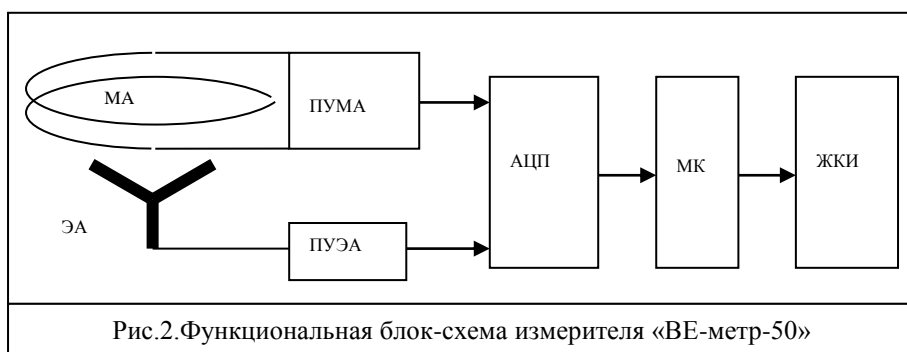 МА
ПУМА
АЦП
МК
ЖКИ
ЭА
ПУЭА
Рис.2.Функциональная блок-схема измерителя «ВЕ-метр-50»